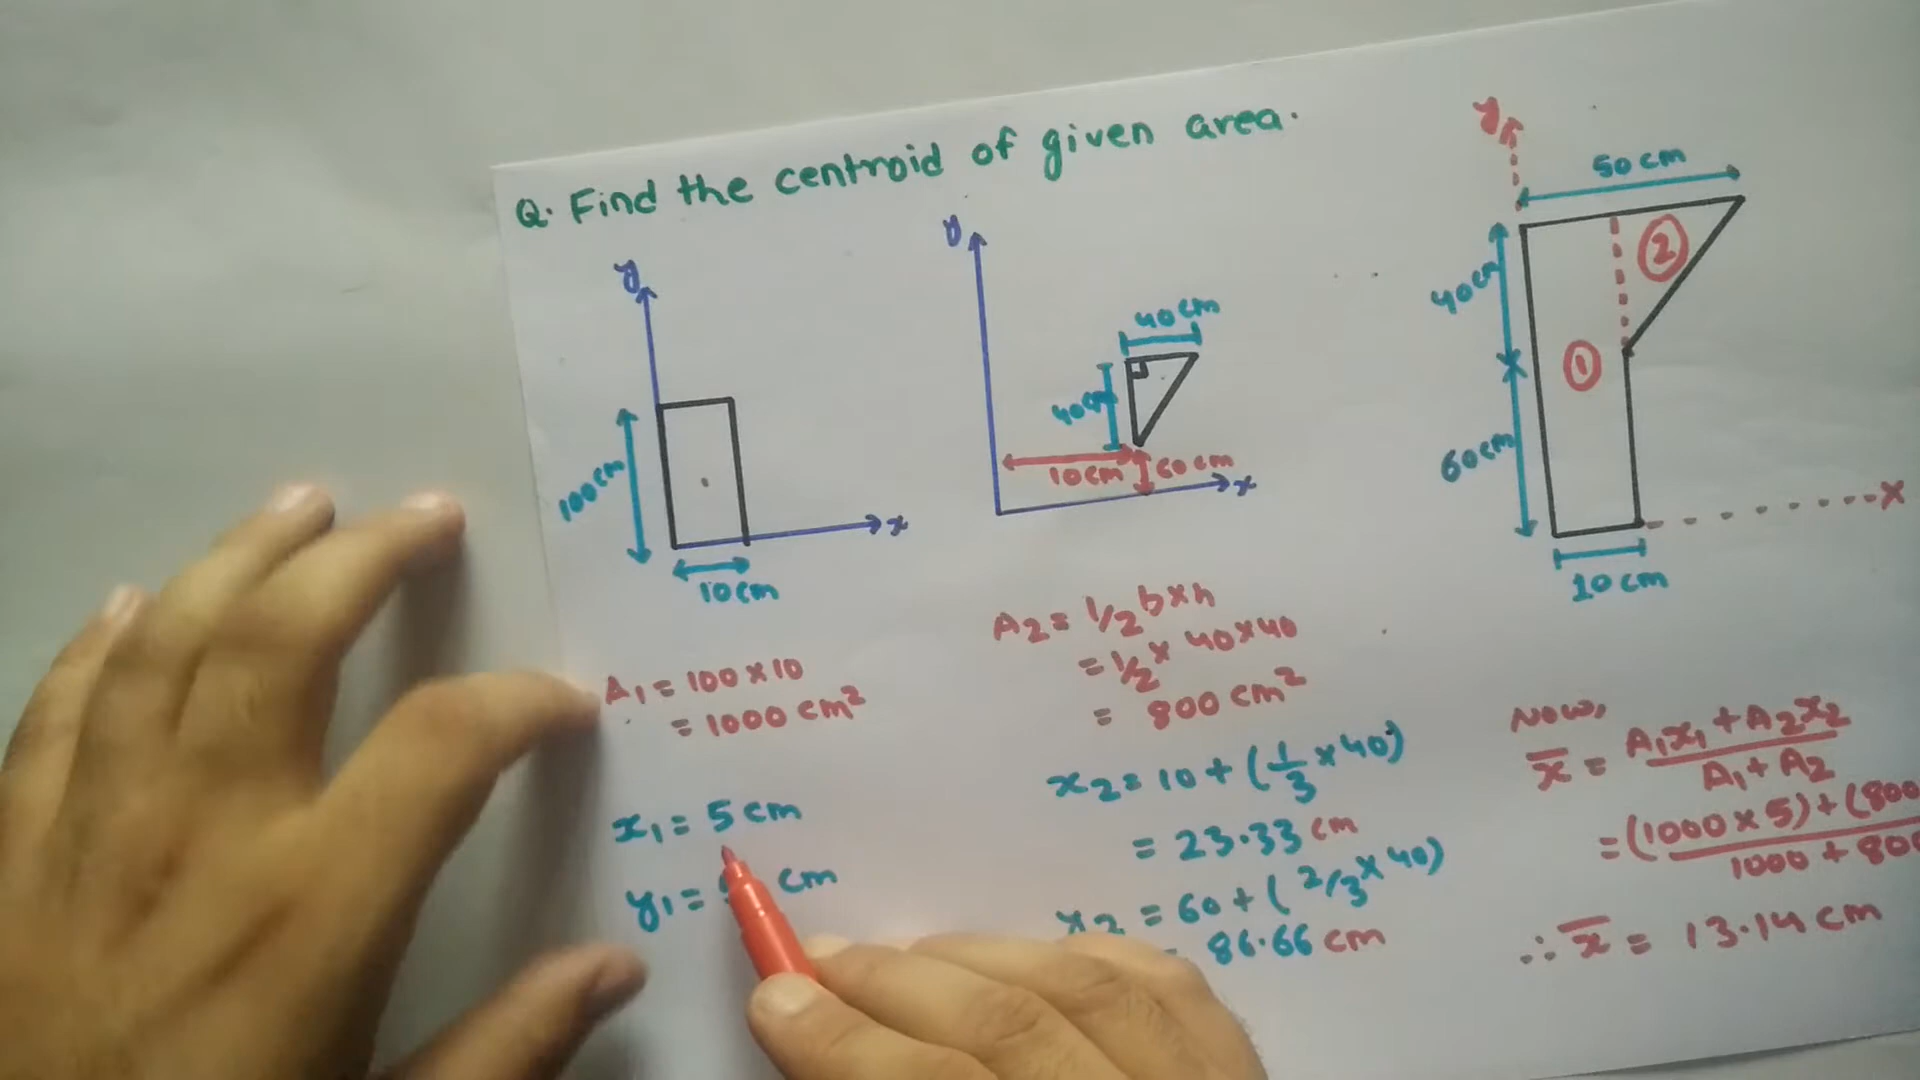 Q. Find the centroid of given area.
y
100cm
10cm
x
A1 = 100 × 10
= 1000 cm²
x1 = 5 cm
y1 = cm
y
40cm
40cm
10cm
60cm
x
A2 = 1/2 b×h
= 1/2 × 40×40
= 800 cm²
x2 = 10 + (1/3 × 40)
= 23.33 cm
y2 = 60 + (2/3 × 40)
= 86.66 cm
y
50cm
40cm
60cm
1
2
10cm
x
Now,
x̄ = A1x1 + A2x2
A1 + A2
= (1000 × 5) + (800
1000 + 800
∴ x̄ = 13.14 cm